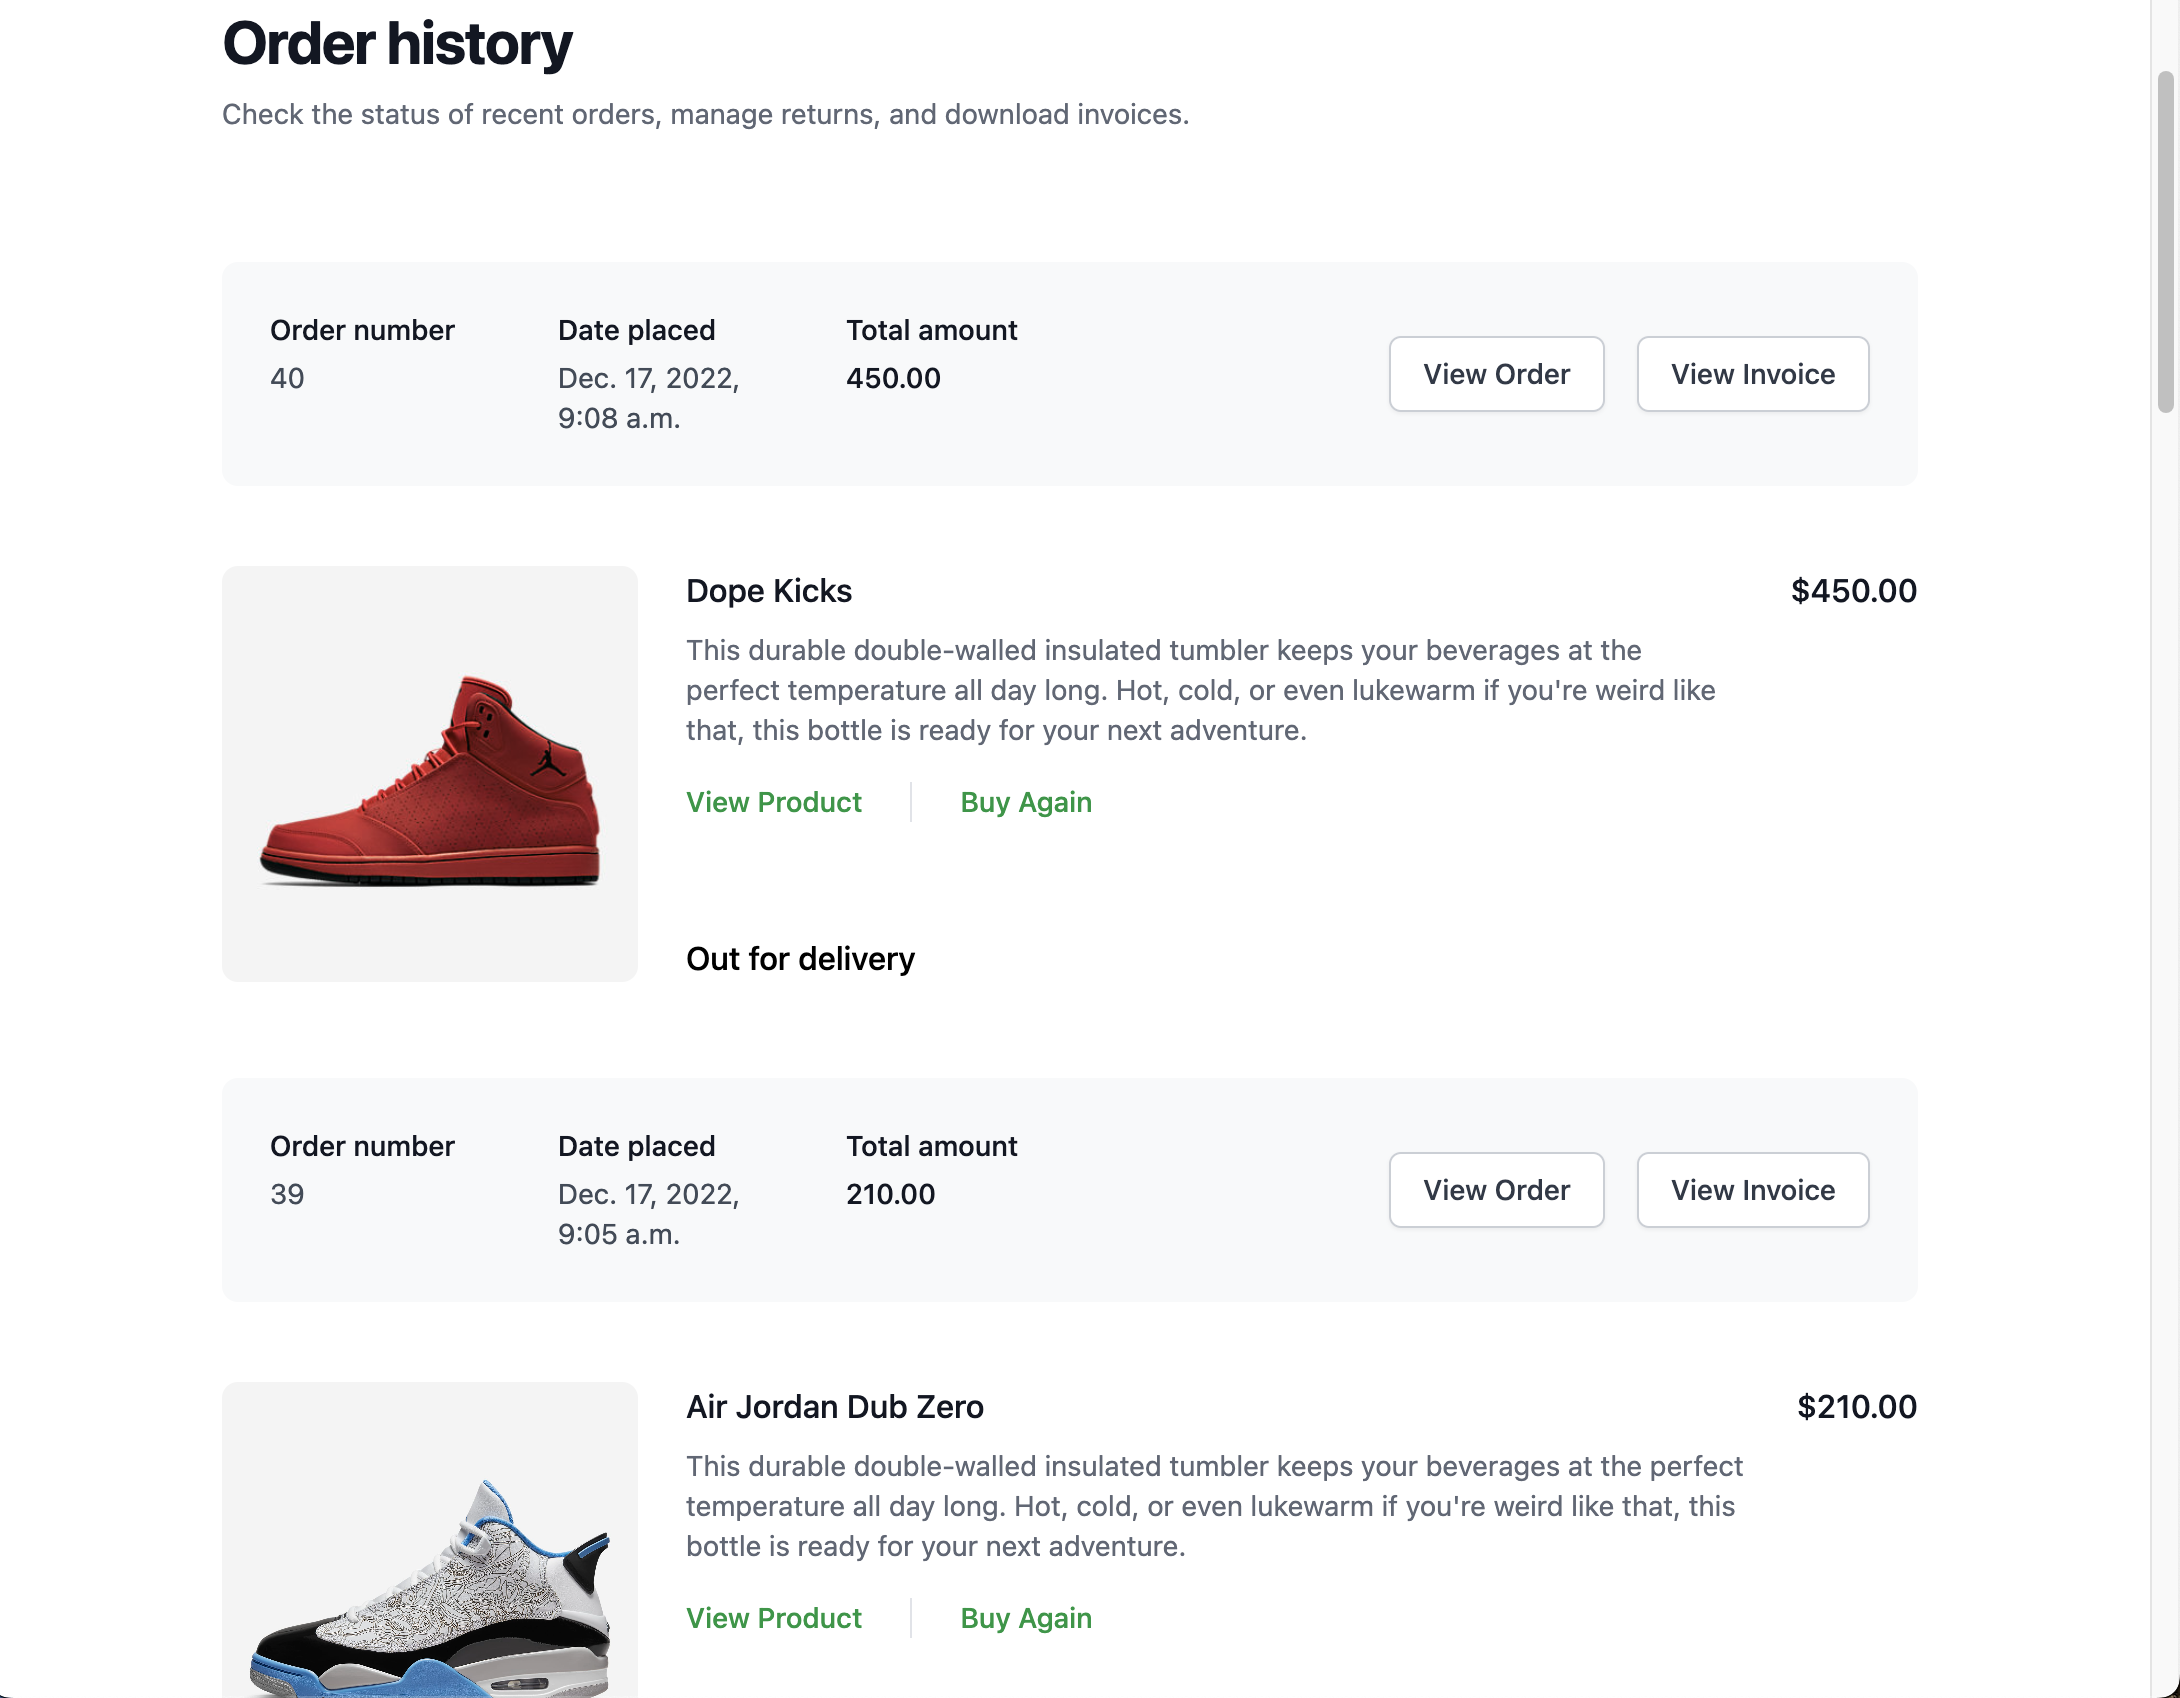 Order history
Check the status of recent orders, manage returns, and download invoices.
Order number
40
Date placed
Dec. 17, 2022,
9:08 a.m.
Total amount
450.00
View Order
View Invoice
Dope Kicks
$450.00
This durable double-walled insulated tumbler keeps your beverages at the
perfect temperature all day long. Hot, cold, or even lukewarm if you're weird like
that, this bottle is ready for your next adventure.
View Product
Buy Again
Out for delivery
Order number
39
Date placed
Dec. 17, 2022,
9:05 a.m.
Total amount
210.00
View Order
View Invoice
Air Jordan Dub Zero
$210.00
This durable double-walled insulated tumbler keeps your beverages at the perfect
temperature all day long. Hot, cold, or even lukewarm if you're weird like that, this
bottle is ready for your next adventure.
View Product
Buy Again